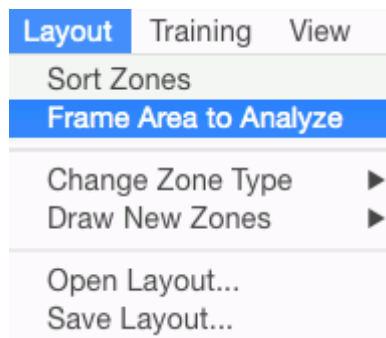 Layout Training View
Sort Zones
Frame Area to Analyze
Change Zone Type
Draw New Zones
Open Layout...
Save Layout...